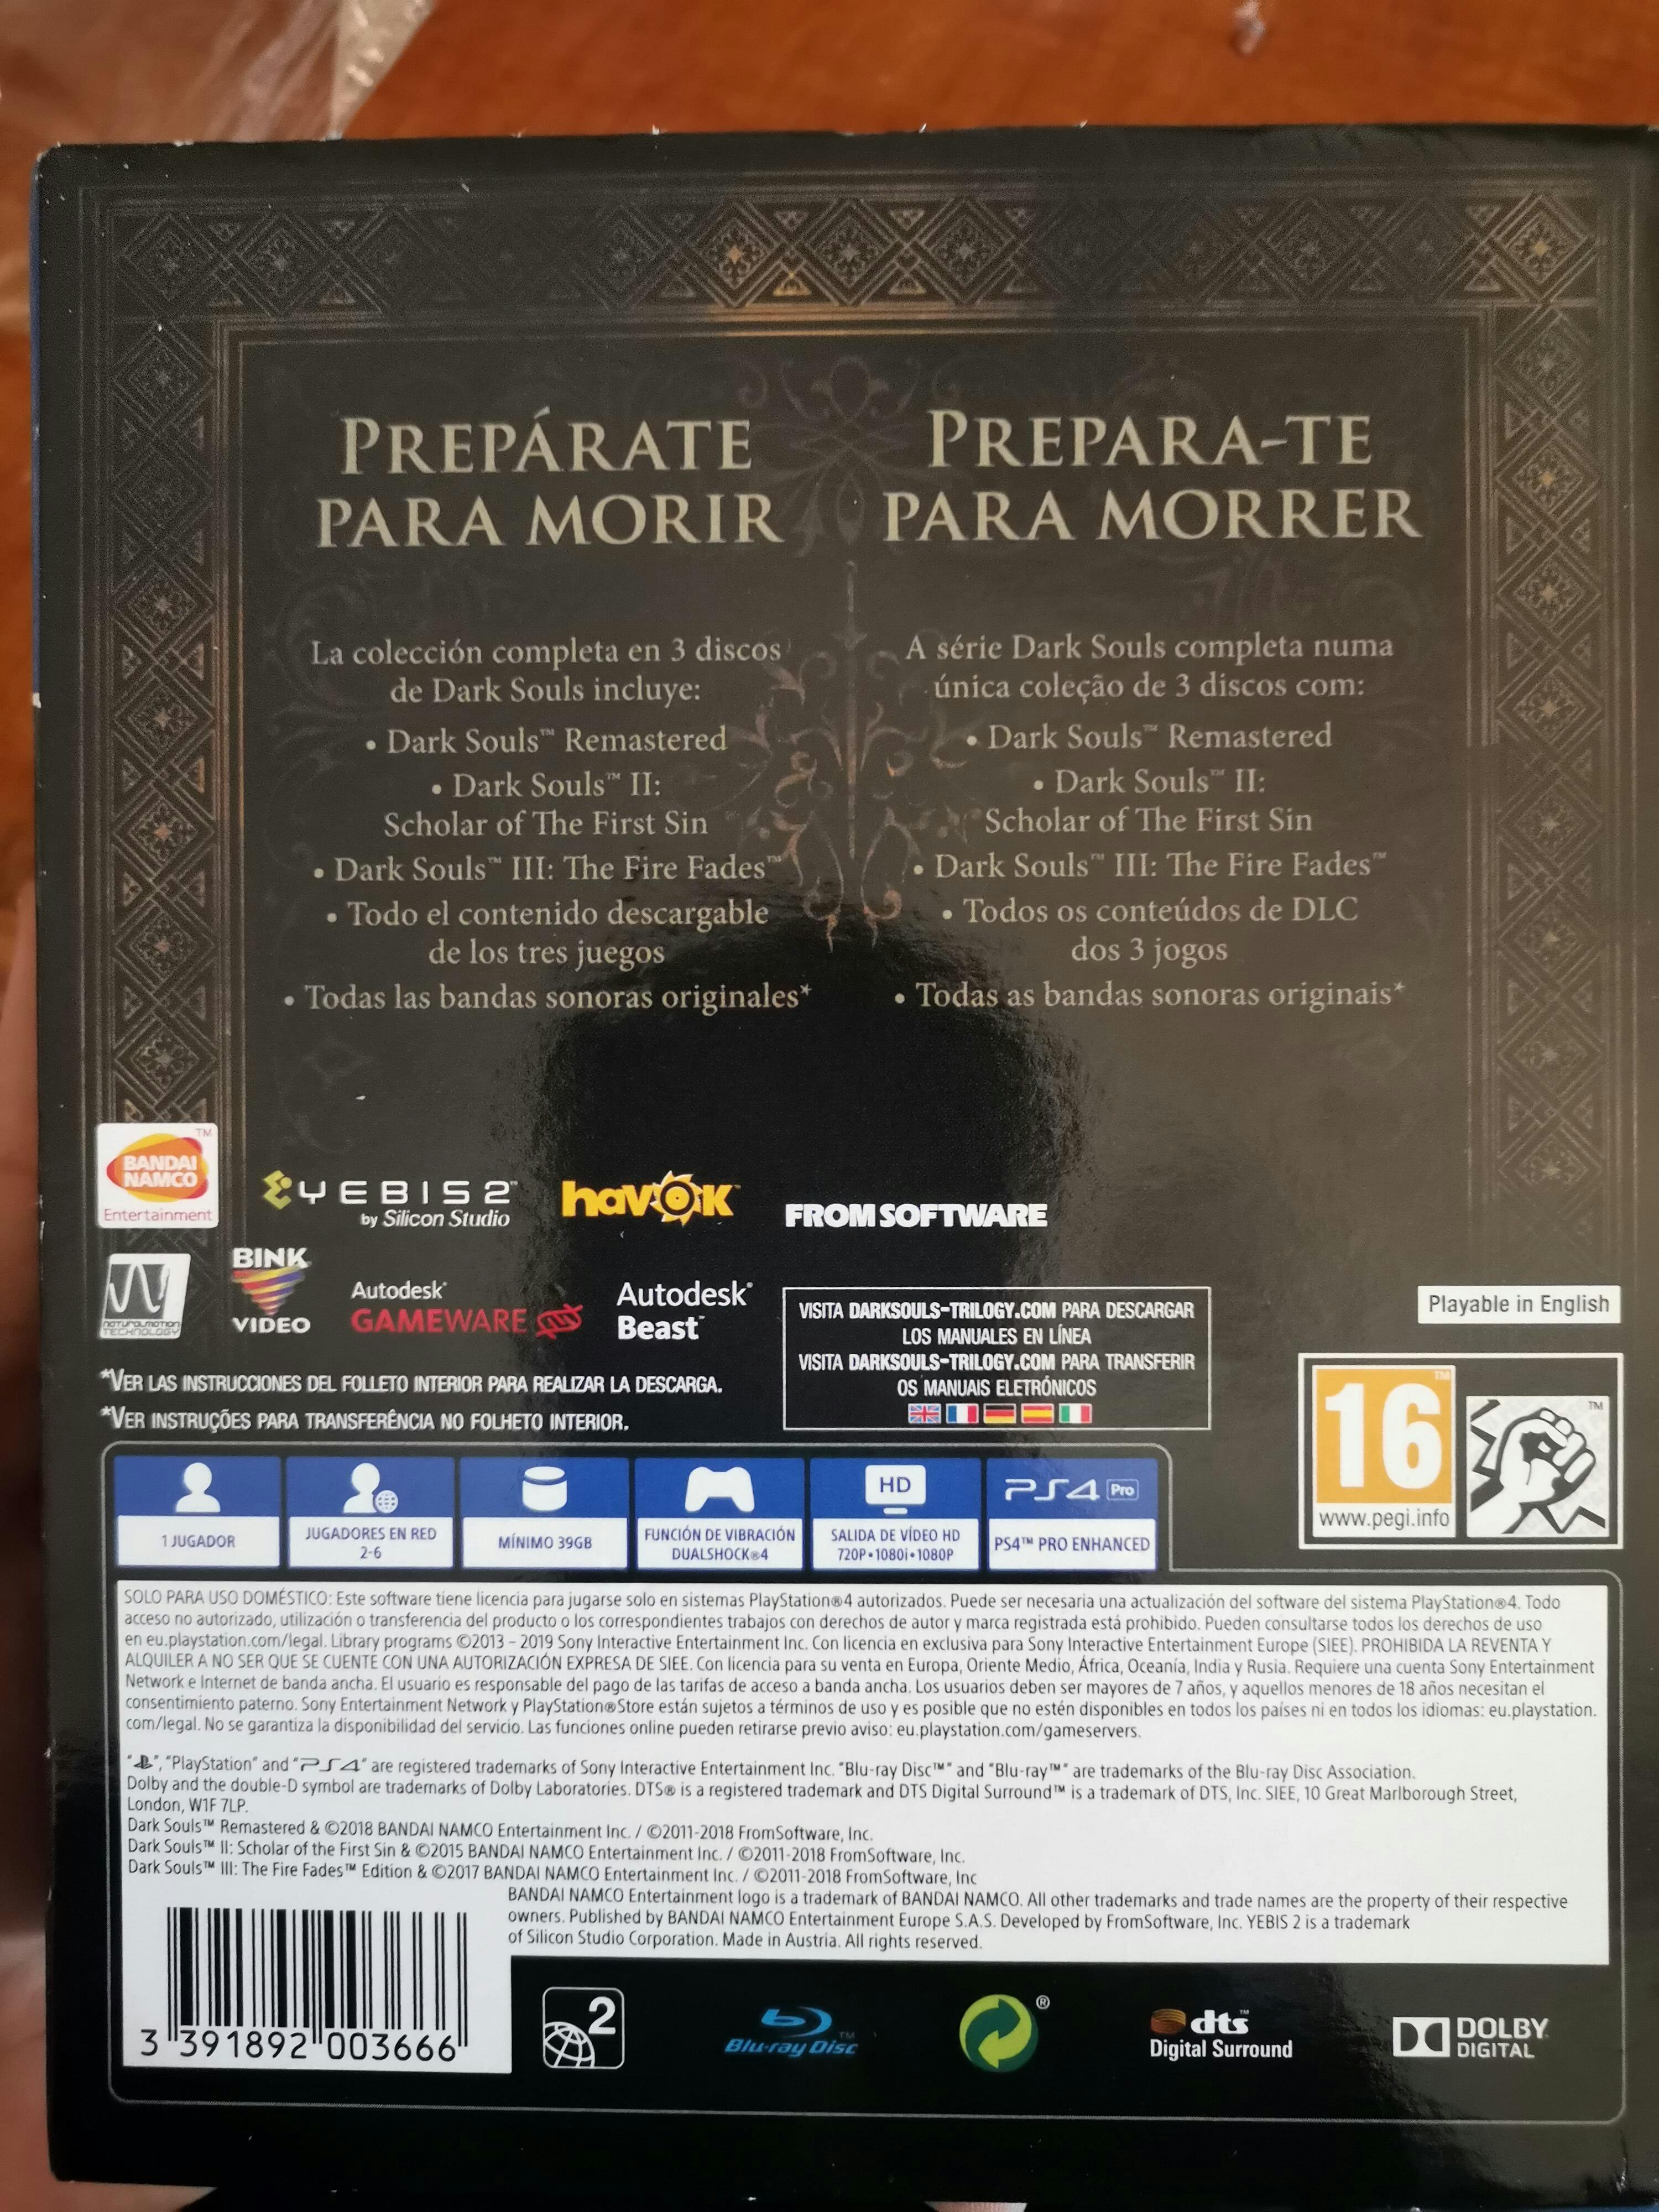 PREPÁRATE
PARA MORIR
La colección completa en 3 discos
de Dark Souls incluye:
• Dark Souls™ Remastered
• Dark Souls™ II:
Scholar of The First Sin
• Dark Souls™ III: The Fire Fades™
• Todo el contenido descargable
de los tres juegos
• Todas las bandas sonoras originales*
PREPARA-TE
PARA MORRER
A série Dark Souls completa numa
única coleção de 3 discos com:
• Dark Souls™ Remastered
• Dark Souls™ II:
Scholar of The First Sin
• Dark Souls™ III: The Fire Fades™
• Todos os conteúdos de DLC
dos 3 jogos
• Todas as bandas sonoras originais*
BANDAI
NAMCO
Entertainment
™
YEBIS 2™
by Silicon Studio
havok™
FROMSOFTWARE
NATURALMOTION
TECHNOLOGY
BINK
VIDEO
Autodesk®
GAMEWARE
Autodesk®
Beast™
VISITA DARKSOULS-TRILOGY.COM PARA DESCARGAR
LOS MANUALES EN LÍNEA
VISITA DARKSOULS-TRILOGY.COM PARA TRANSFERIR
OS MANUAIS ELETRÓNICOS
Playable in English
*VER LAS INSTRUCCIONES DEL FOLLETO INTERIOR PARA REALIZAR LA DESCARGA.
*VER INSTRUÇÕES PARA TRANSFERÊNCIA NO FOLHETO INTERIOR.
16™
www.pegi.info
™
1 JUGADOR
JUGADORES EN RED
2-6
MÍNIMO 39GB
FUNCIÓN DE VIBRACIÓN
DUALSHOCK®4
HD
SALIDA DE VÍDEO HD
720P•1080i•1080P
PS4 Pro
PS4™ PRO ENHANCED
SOLO PARA USO DOMÉSTICO: Este software tiene licencia para jugarse solo en sistemas PlayStation®4 autorizados. Puede ser necesaria una actualización del software del sistema PlayStation®4. Todo
acceso no autorizado, utilización o transferencia del producto o los correspondientes trabajos con derechos de autor y marca registrada está prohibido. Pueden consultarse todos los derechos de uso
en eu.playstation.com/legal. Library programs ©2013 – 2019 Sony Interactive Entertainment Inc. Con licencia en exclusiva para Sony Interactive Entertainment Europe (SIEE). PROHIBIDA LA REVENTA Y
ALQUILER A NO SER QUE SE CUENTE CON UNA AUTORIZACIÓN EXPRESA DE SIEE. Con licencia para su venta en Europa, Oriente Medio, África, Oceanía, India y Rusia. Requiere una cuenta Sony Entertainment
Network e Internet de banda ancha. El usuario es responsable del pago de las tarifas de acceso a banda ancha. Los usuarios deben ser mayores de 7 años, y aquellos menores de 18 años necesitan el
consentimiento paterno. Sony Entertainment Network y PlayStation®Store están sujetos a términos de uso y es posible que no estén disponibles en todos los países ni en todos los idiomas: eu.playstation.
com/legal. No se garantiza la disponibilidad del servicio. Las funciones online pueden retirarse previo aviso: eu.playstation.com/gameservers.
"PS", "PlayStation" and "PS4" are registered trademarks of Sony Interactive Entertainment Inc. "Blu-ray Disc™" and "Blu-ray™" are trademarks of the Blu-ray Disc Association.
Dolby and the double-D symbol are trademarks of Dolby Laboratories. DTS® is a registered trademark and DTS Digital Surround™ is a trademark of DTS, Inc. SIEE, 10 Great Marlborough Street,
London, W1F 7LP.
Dark Souls™ Remastered & ©2018 BANDAI NAMCO Entertainment Inc. / ©2011-2018 FromSoftware, Inc.
Dark Souls™ II: Scholar of the First Sin & ©2015 BANDAI NAMCO Entertainment Inc. / ©2011-2018 FromSoftware, Inc.
Dark Souls™ III: The Fire Fades™ Edition & ©2017 BANDAI NAMCO Entertainment Inc. / ©2011-2018 FromSoftware, Inc
BANDAI NAMCO Entertainment logo is a trademark of BANDAI NAMCO. All other trademarks and trade names are the property of their respective
owners. Published by BANDAI NAMCO Entertainment Europe S.A.S. Developed by FromSoftware, Inc. YEBIS 2 is a trademark
of Silicon Studio Corporation. Made in Austria. All rights reserved.
3 391892 003666
2
Blu-ray Disc™
®
dts™
Digital Surround
DOLBY
DIGITAL